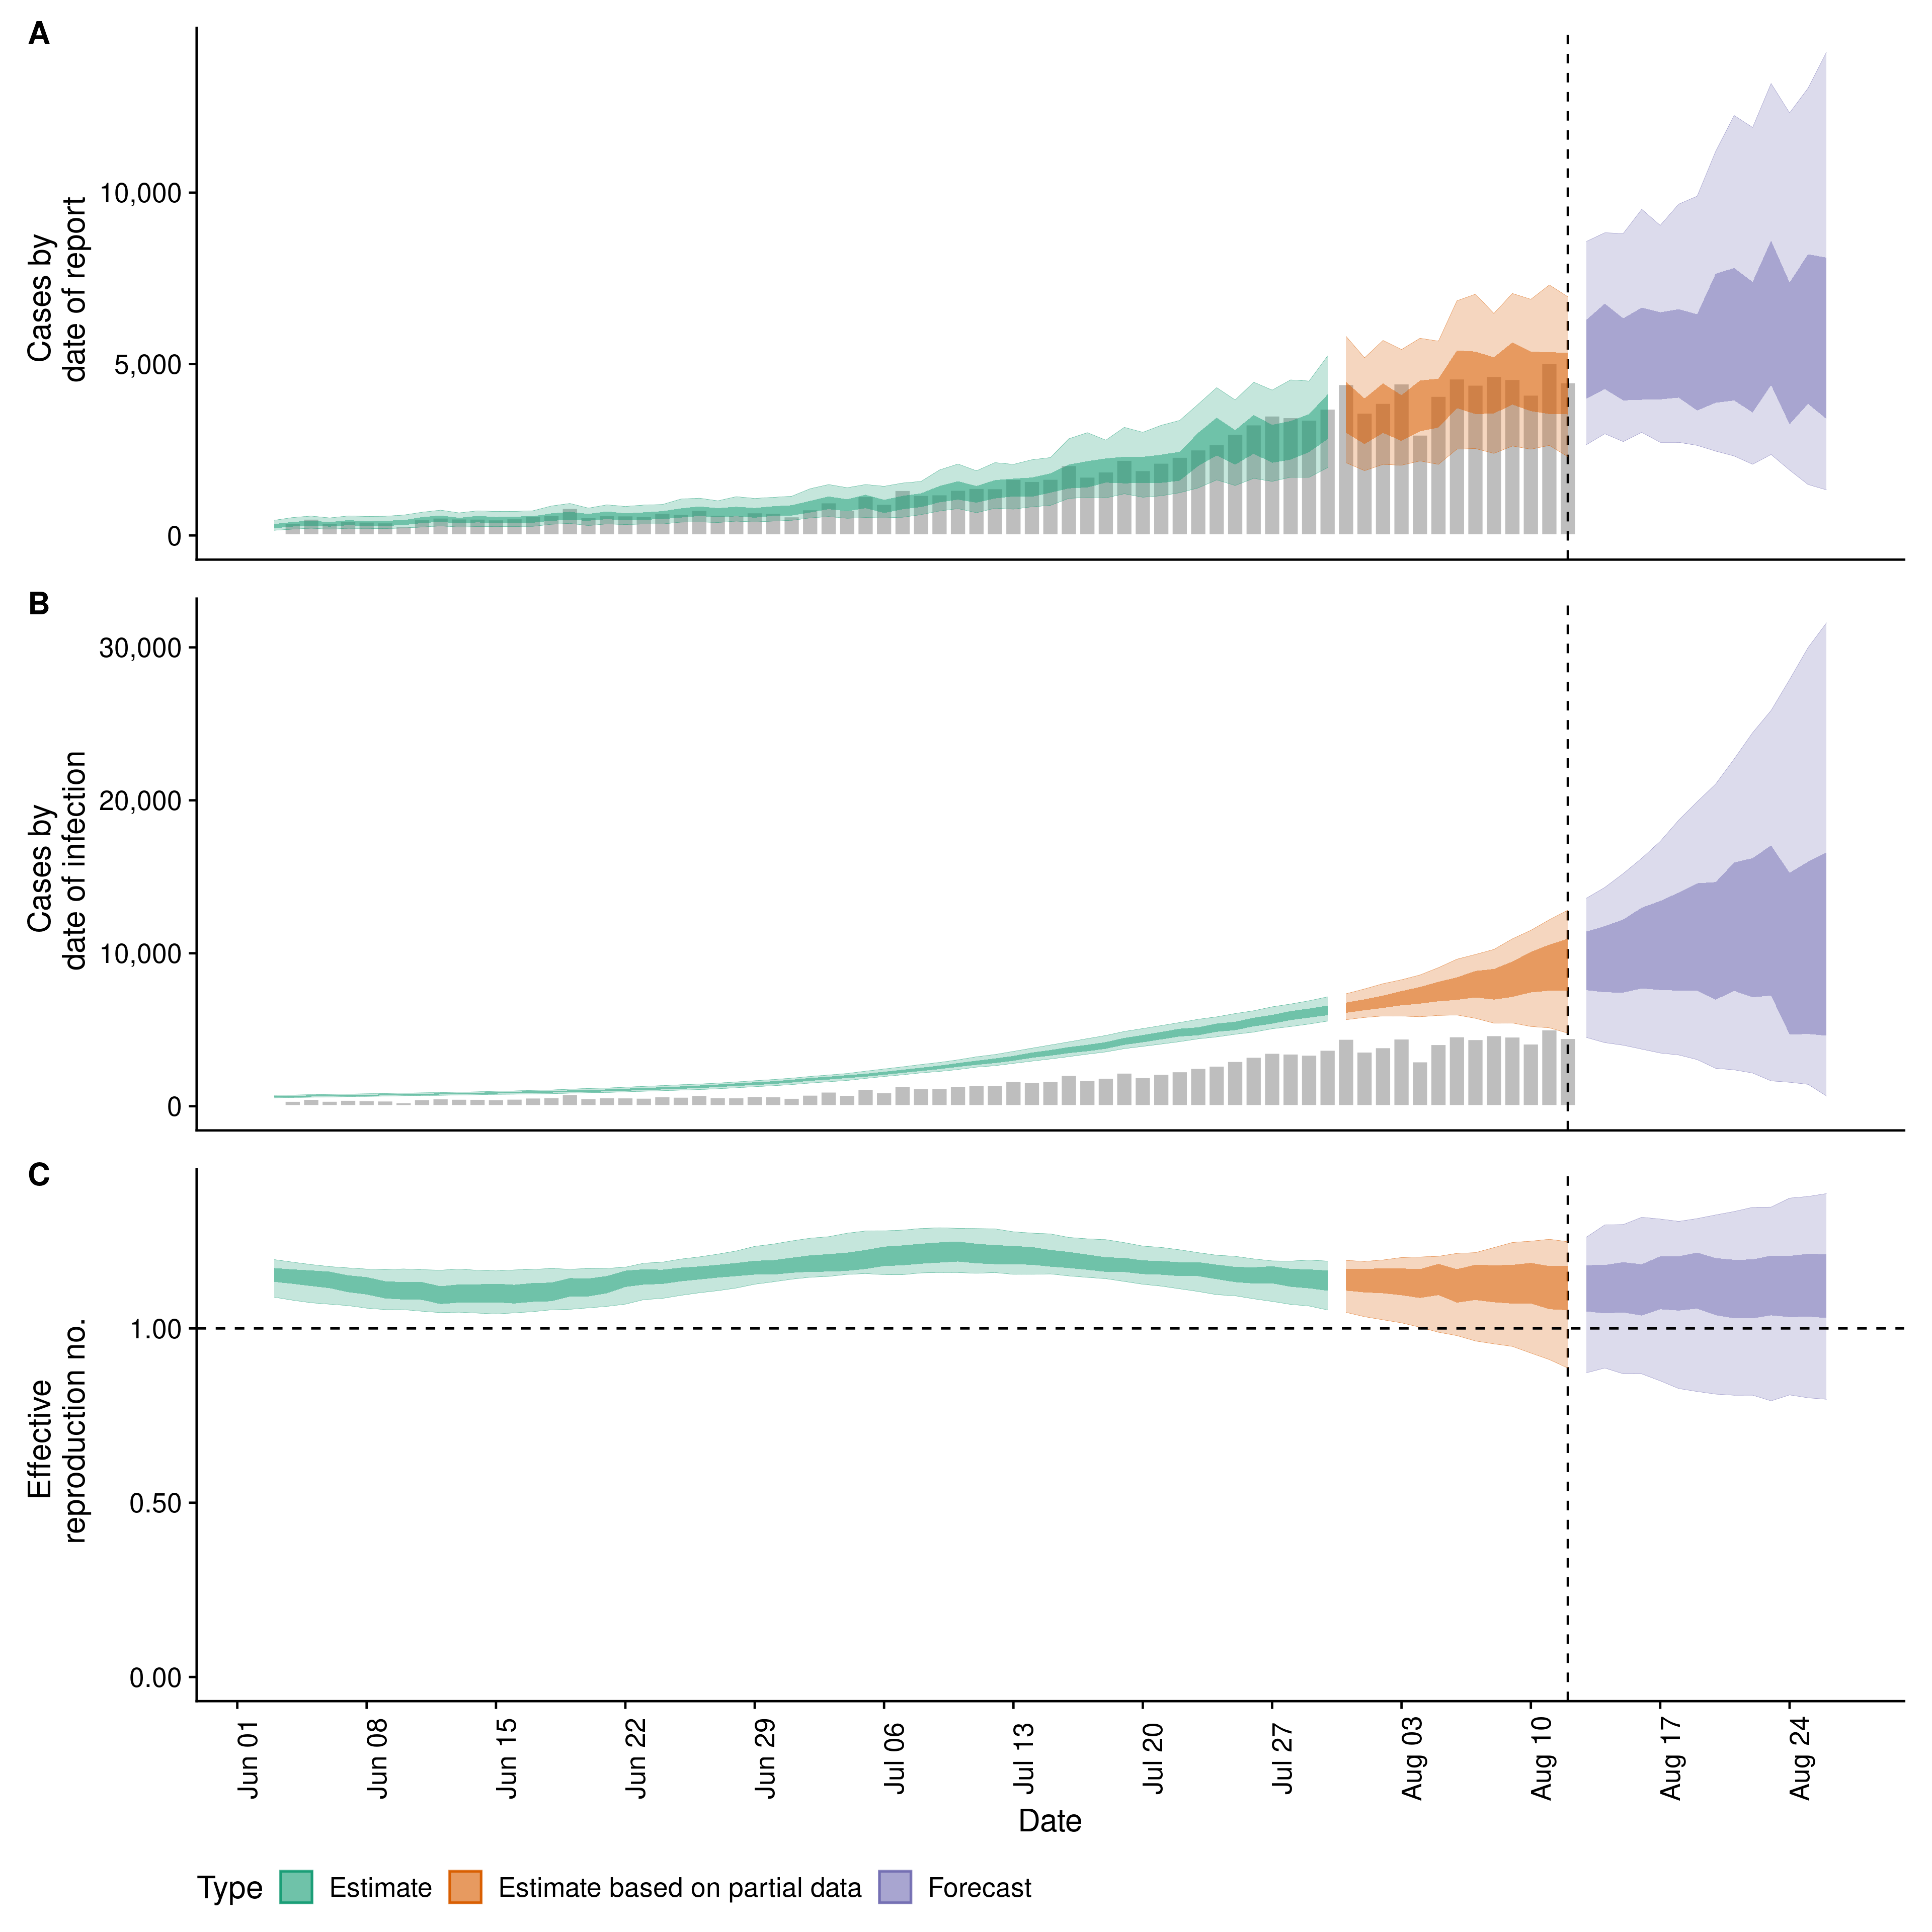 A
Cases by
date of report
10,000
5,000
0
B
Cases by
date of infection
30,000
20,000
10,000
0
C
Effective
reproduction no.
1.00
0.50
0.00
Jun 01
Jun 08
Jun 15
Jun 22
Jun 29
Jul 06
Jul 13
Jul 20
Jul 27
Aug 03
Aug 10
Aug 17
Aug 24
Date
Type Estimate Estimate based on partial data Forecast